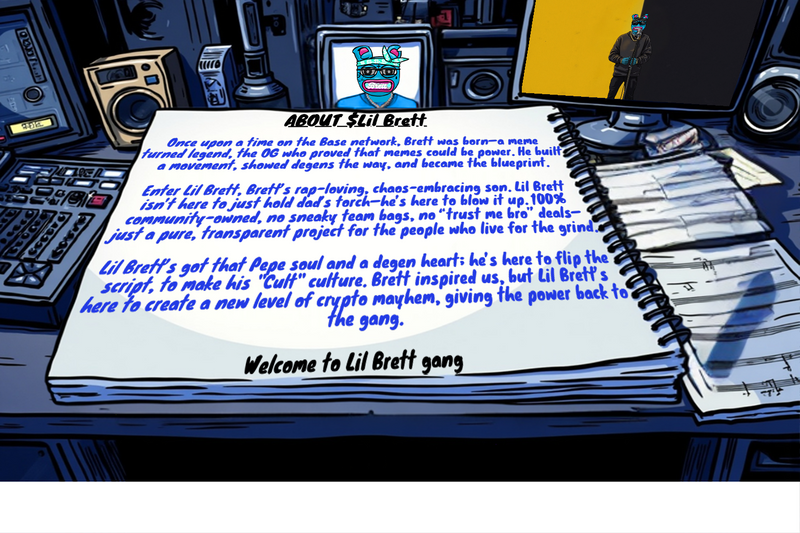 ABOUT $Lil Brett
Once upon a time on the Base network, Brett was born—a meme
turned legend, the OG who proved that memes could be power. He built
a movement, showed degens the way, and became the blueprint.
Enter Lil Brett, Brett's rap-loving, chaos-embracing son. Lil Brett
isn't here to just hold dad's torch—he's here to blow it up.100%
community-owned, no sneaky team bags, no "trust me bro" deals—
just a pure, transparent project for the people who live for the grind.
Lil Brett's got that Pepe soul and a degen heart; he's here to flip the
script, to make his "Cult" culture. Brett inspired us, but Lil Brett's
here to create a new level of crypto mayhem, giving the power back to
the gang.
Welcome to Lil Brett gang